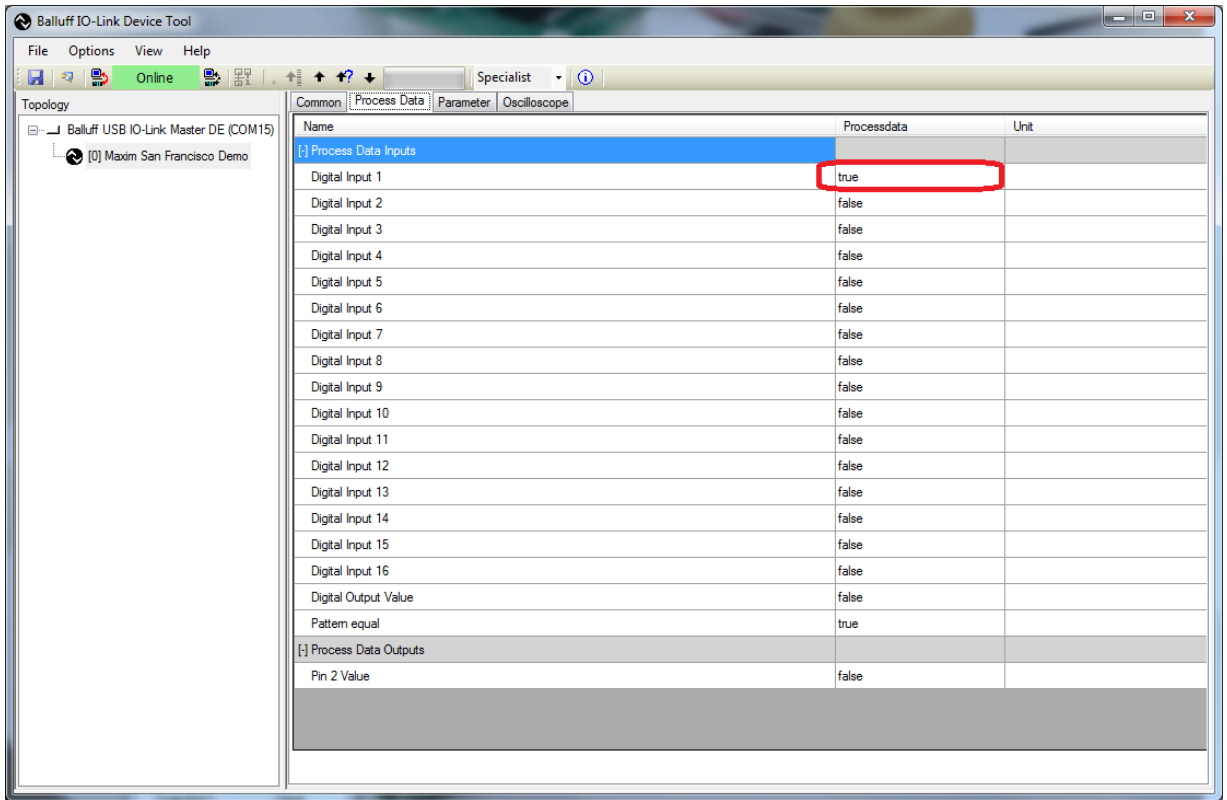 Balluff IO-Link Device Tool
File Options View Help
Online Specialist
Topology
Common Process Data Parameter Oscilloscope
Balluff USB IO-Link Master DE (COM15)
[0] Maxim San Francisco Demo
Name Processdata Unit
[-] Process Data Inputs
Digital Input 1 true
Digital Input 2 false
Digital Input 3 false
Digital Input 4 false
Digital Input 5 false
Digital Input 6 false
Digital Input 7 false
Digital Input 8 false
Digital Input 9 false
Digital Input 10 false
Digital Input 11 false
Digital Input 12 false
Digital Input 13 false
Digital Input 14 false
Digital Input 15 false
Digital Input 16 false
Digital Output Value false
Pattern equal true
[-] Process Data Outputs
Pin 2 Value false